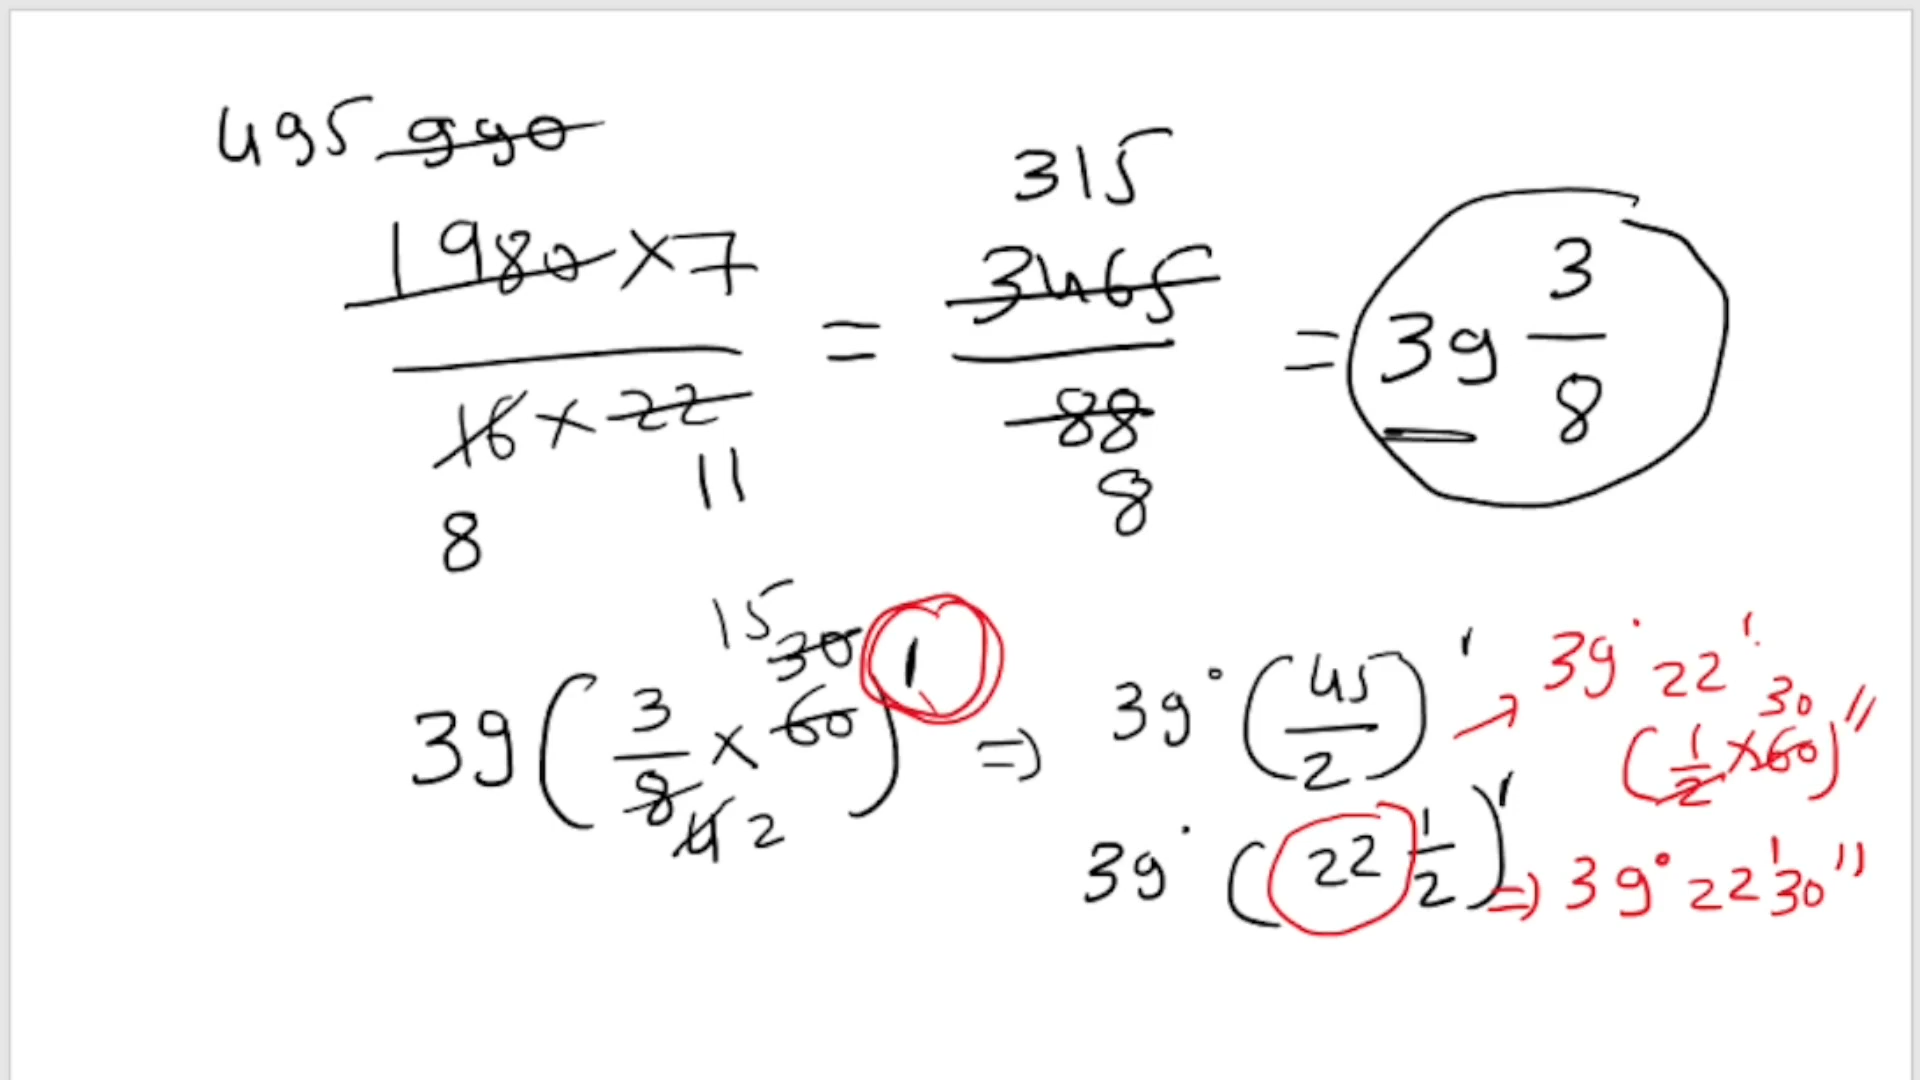 495 990
1980 × 7
16 × 22
8 11
=
315
3465
88
8
= 39 3/8
39 ( 3/8 × 60 )'
15 30
4 2
⇒ 39° ( 45/2 )'
→ 39° 22' ( 1/2 × 60 )''
30
39° ( 22 1/2 )'
⇒ 39° 22' 30''